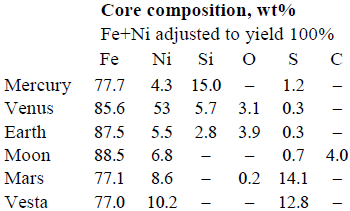 Core composition, wt%
Fe+Ni adjusted to yield 100%
Fe Ni Si O S C
Mercury 77.7 4.3 15.0 – 1.2 –
Venus 85.6 53 5.7 3.1 0.3 –
Earth 87.5 5.5 2.8 3.9 0.3 –
Moon 88.5 6.8 – – 0.7 4.0
Mars 77.1 8.6 – 0.2 14.1 –
Vesta 77.0 10.2 – – 12.8 –